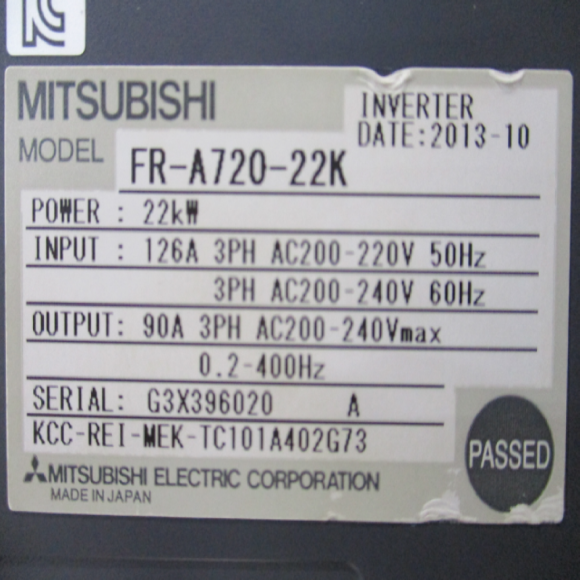 MITSUBISHI
INVERTER
DATE:2013-10
MODEL FR-A720-22K
POWER : 22kW
INPUT : 126A 3PH AC200-220V 50Hz
3PH AC200-240V 60Hz
OUTPUT: 90A 3PH AC200-240Vmax
0.2-400Hz
SERIAL: G3X396020 A
KCC-REI-MEK-TC101A402G73
PASSED
MITSUBISHI ELECTRIC CORPORATION
MADE IN JAPAN